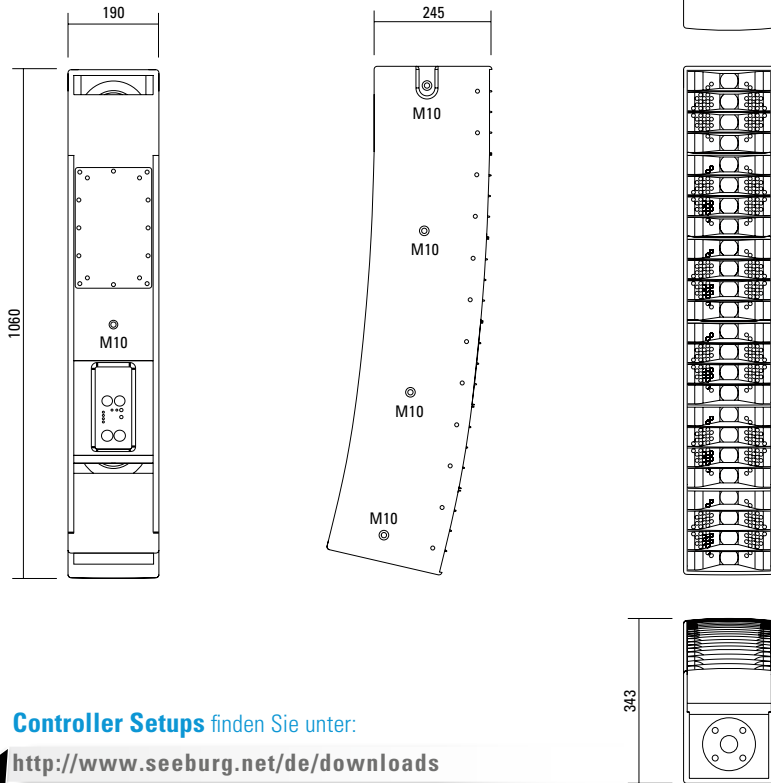 190
245
1060
M10
M10
M10
M10
M10
343
Controller Setups finden Sie unter:
http://www.seeburg.net/de/downloads